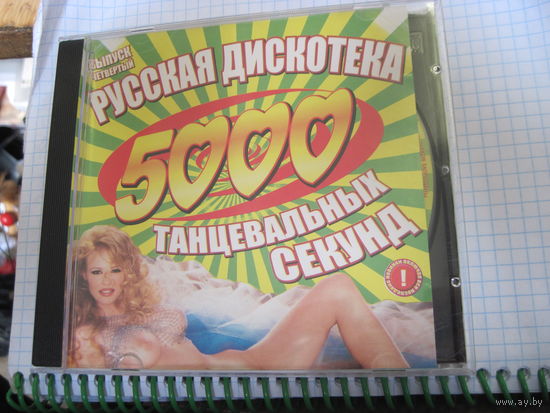 ВЫПУСК
ЧЕТВЕРТЫЙ
РУССКАЯ ДИСКОТЕКА
5000
ТАНЦЕВАЛЬНЫХ
СЕКУНД
!
www.ay.by